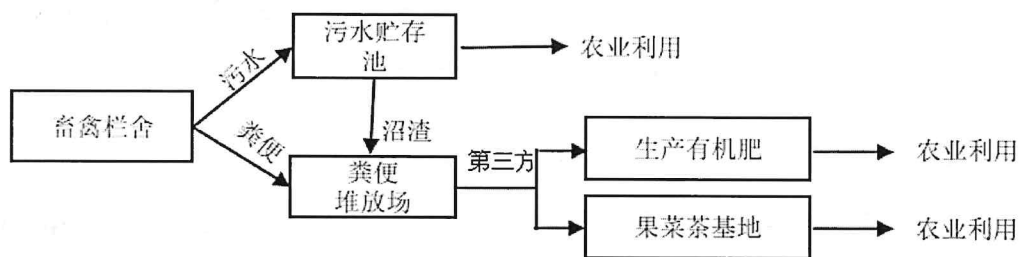 污水贮存
池
农业利用
污水
畜禽栏舍
粪便
沼渣
粪便
堆放场
第三方
生产有机肥
农业利用
果菜茶基地
农业利用